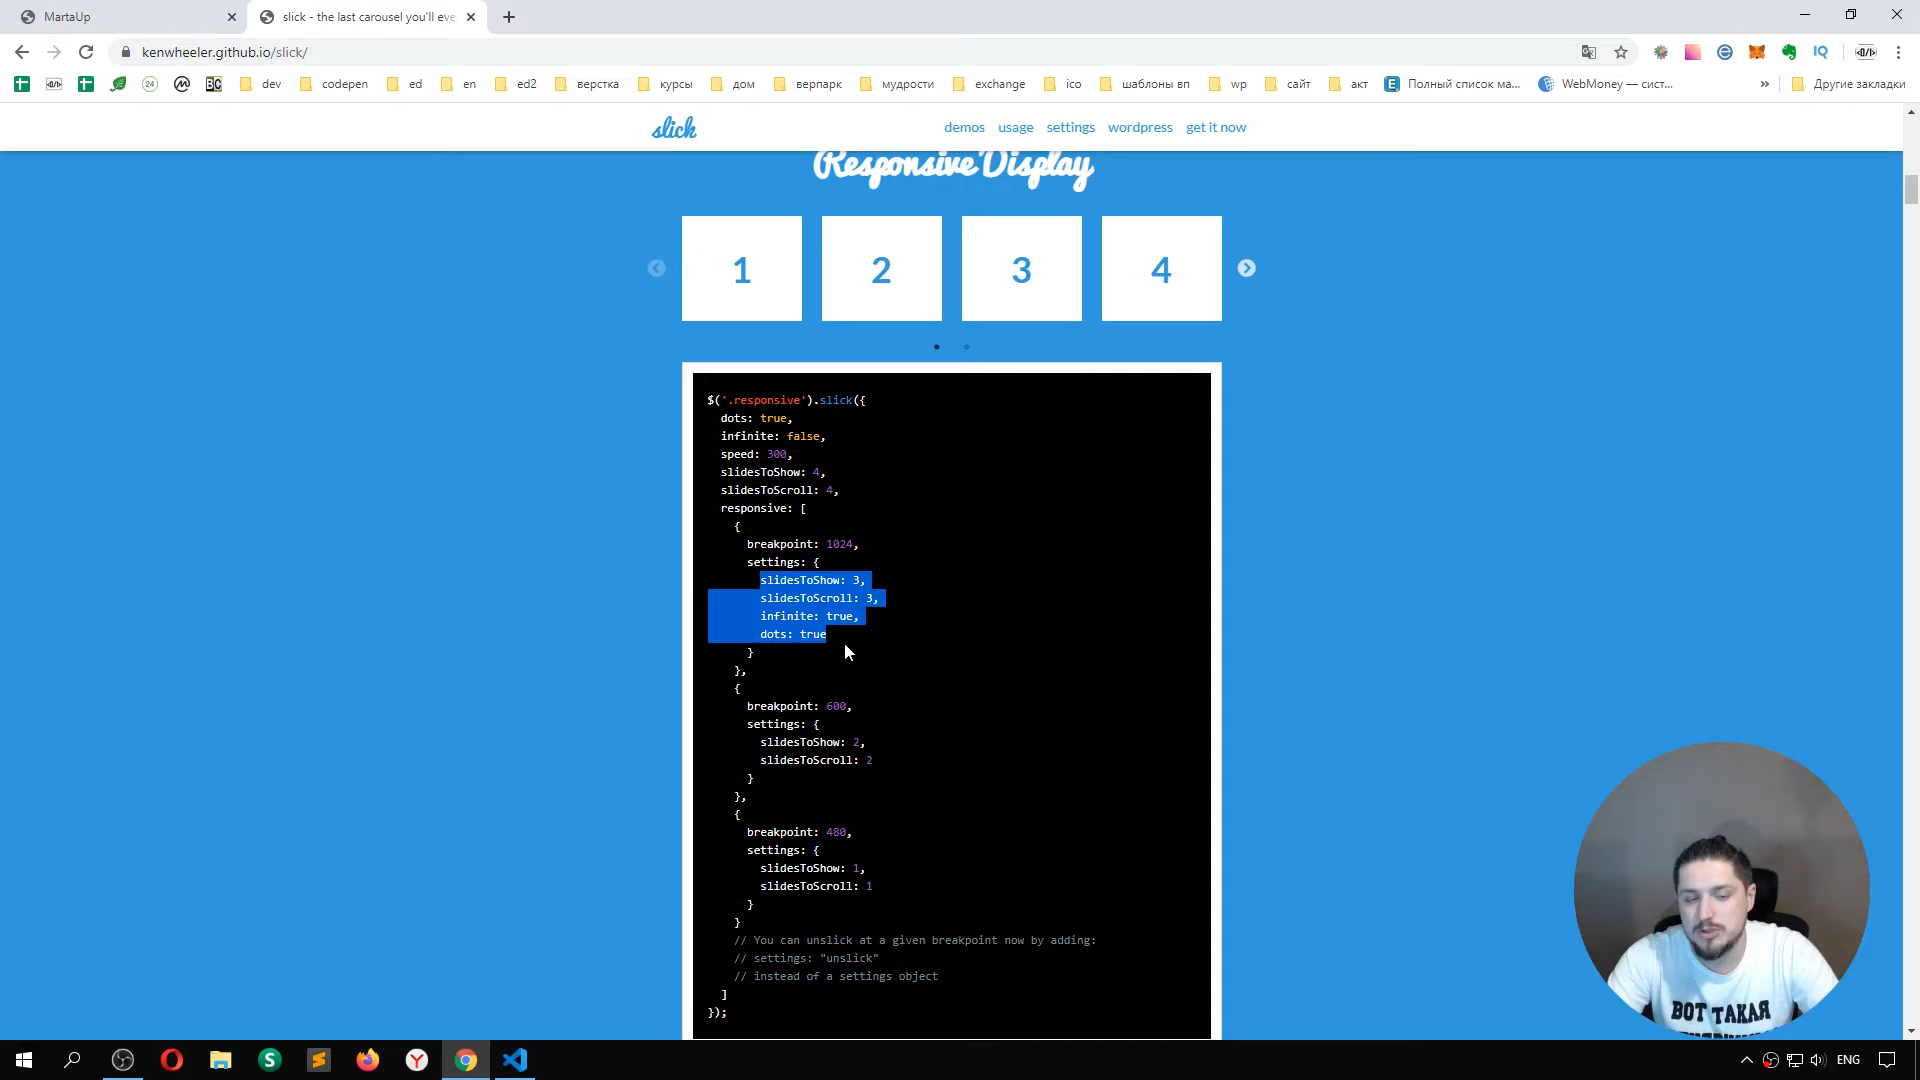 MartaUp
slick - the last carousel you'll eve
kenwheeler.github.io/slick/
24
BC
dev
codepen
ed
en
ed2
верстка
курсы
дом
верпарк
мудрости
exchange
ico
шаблоны вп
wp
сайт
акт
E
Полный список ма...
WebMoney — сист...
»
Другие закладки
IQ
slick
demos
usage
settings
wordpress
get it now
Responsive Display
1
2
3
4
$('.responsive').slick({
dots: true,
infinite: false,
speed: 300,
slidesToShow: 4,
slidesToScroll: 4,
responsive: [
{
breakpoint: 1024,
settings: {
slidesToShow: 3,
slidesToScroll: 3,
infinite: true,
dots: true
}
},
{
breakpoint: 600,
settings: {
slidesToShow: 2,
slidesToScroll: 2
}
},
{
breakpoint: 480,
settings: {
slidesToShow: 1,
slidesToScroll: 1
}
}
// You can unslick at a given breakpoint now by adding:
// settings: "unslick"
// instead of a settings object
]
});
ВОТ ТАКАЯ
ENG